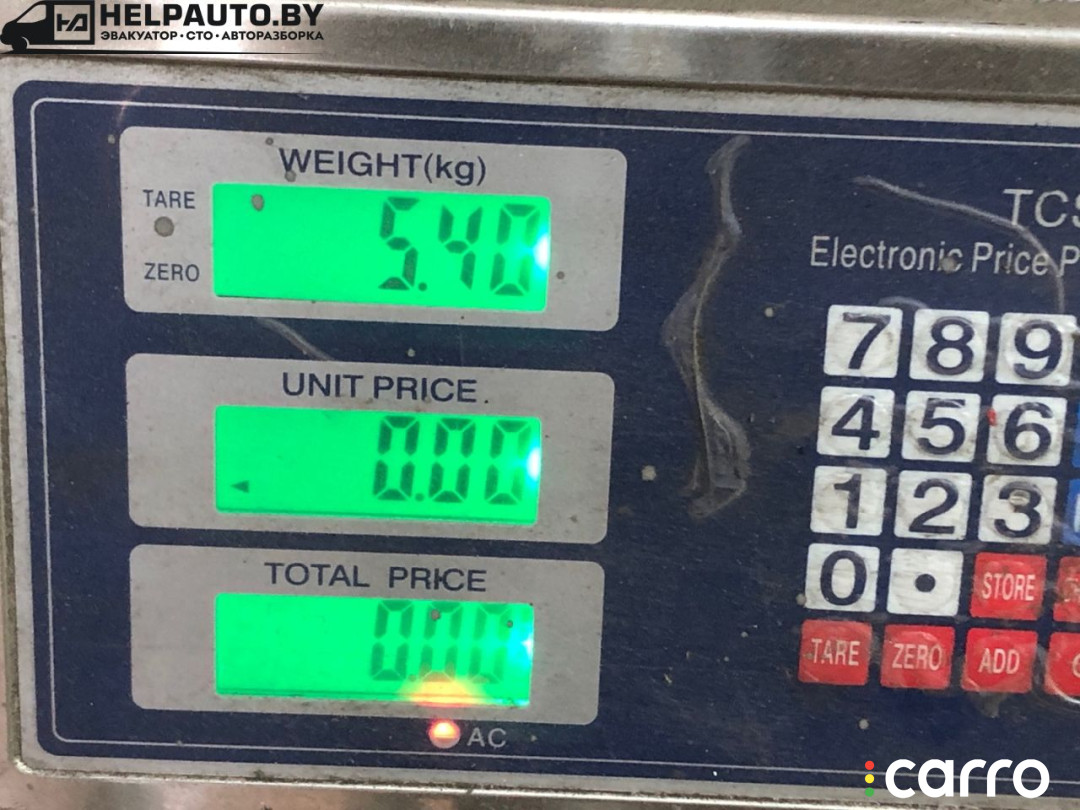 HELPAUTO.BY
ЭВАКУАТОР • СТО • АВТОРАЗБОРКА
WEIGHT(kg)
TARE
ZERO
5.40
UNIT PRICE
0.00
TOTAL PRICE
0.00
AC
TCS
Electronic Price P
7 8 9
4 5 6
1 2 3
0 . STORE
TARE ZERO ADD
carro